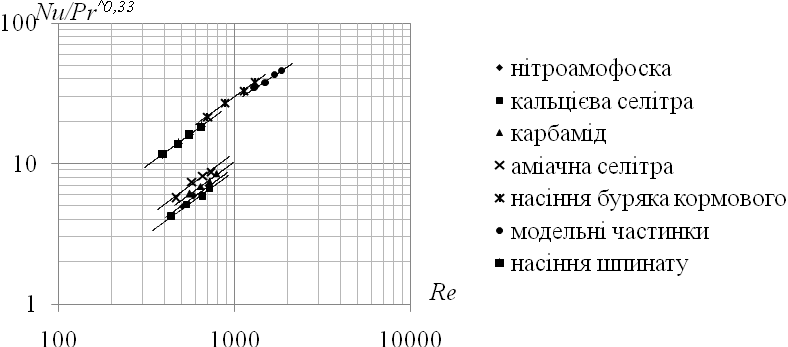 Nu/Pr^0,33
100
10
1
100 1000 10000
Re
нітроамофоска
кальцієва селітра
карбамід
аміачна селітра
насіння буряка кормового
модельні частинки
насіння шпинату